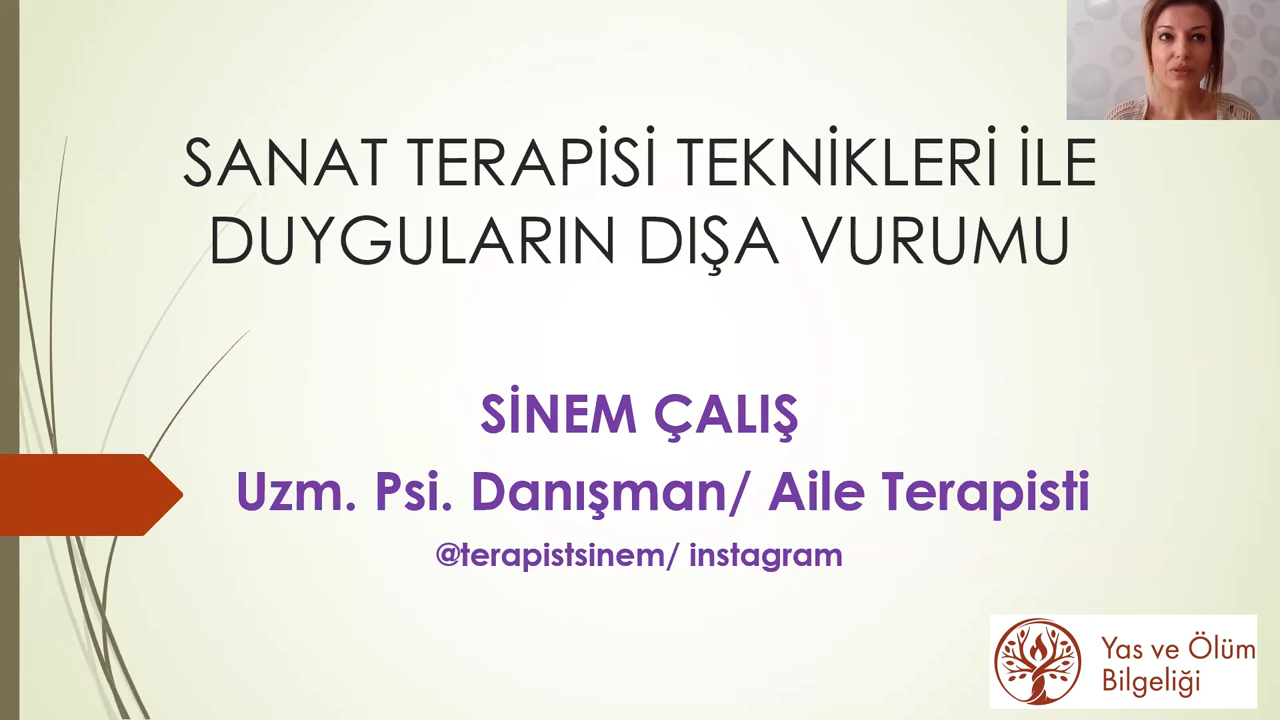 SANAT TERAPİSİ TEKNİKLERİ İLE
DUYGULARIN DIŞA VURUMU
SİNEM ÇALIŞ
Uzm. Psi. Danışman/ Aile Terapisti
@terapistsinem/ instagram
Yas ve Ölüm
Bilgeliği